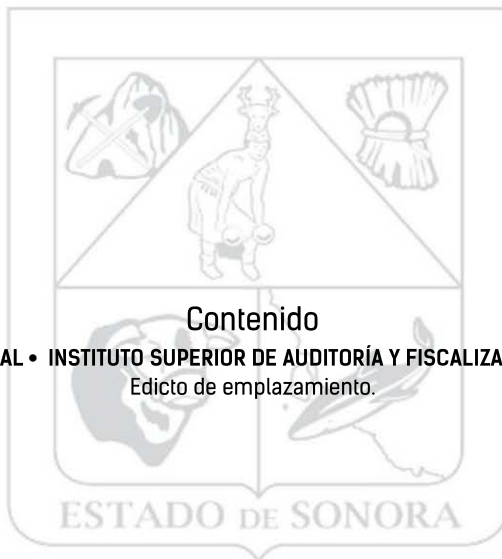 Contenido
AL • INSTITUTO SUPERIOR DE AUDITORÍA Y FISCALIZA
Edicto de emplazamiento.
ESTADO DE SONORA